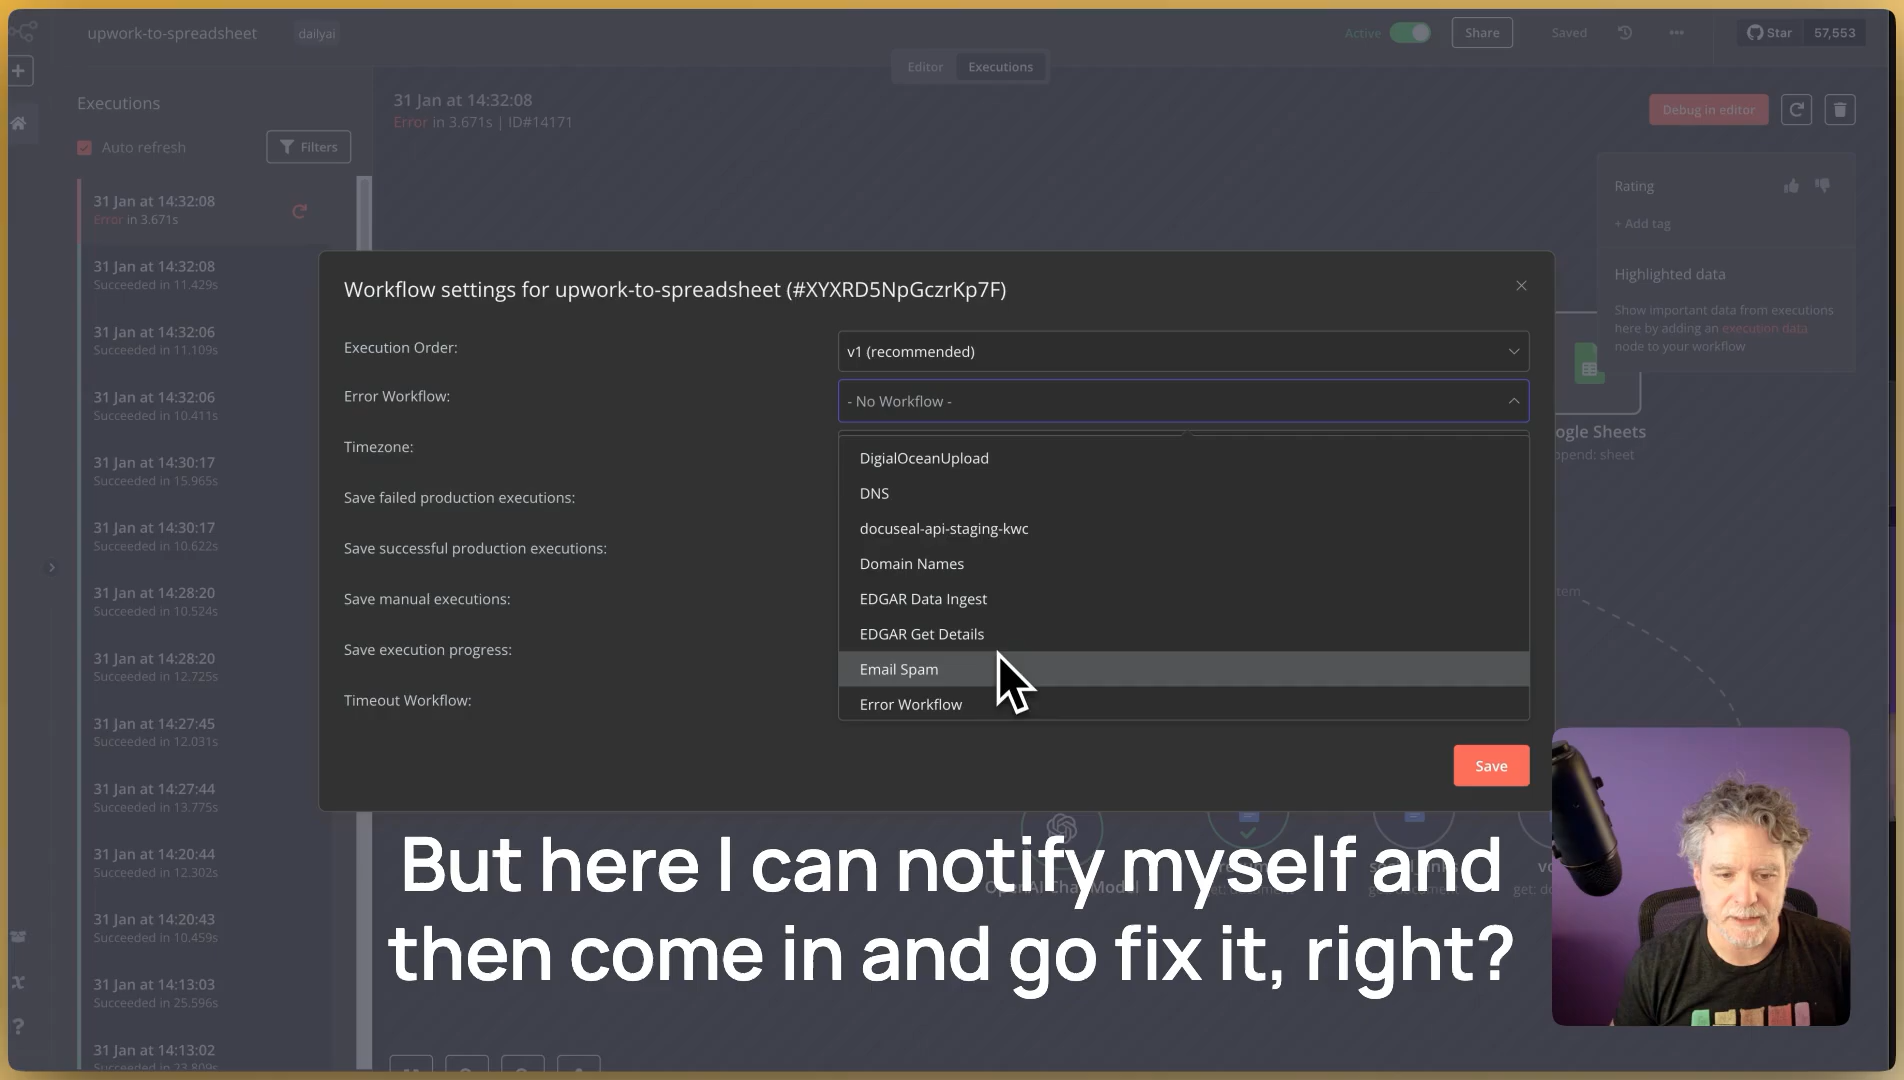 upwork-to-spreadsheet
dailyai
Active
Share
Saved
Star
57,553
Editor
Executions
Executions
Auto refresh
Filters
31 Jan at 14:32:08
Error in 3.671s
31 Jan at 14:32:08
Succeeded in 11.429s
31 Jan at 14:32:06
Succeeded in 11.109s
31 Jan at 14:32:06
Succeeded in 10.411s
31 Jan at 14:30:17
Succeeded in 15.965s
31 Jan at 14:30:17
Succeeded in 10.622s
31 Jan at 14:28:20
Succeeded in 10.524s
31 Jan at 14:28:20
Succeeded in 12.725s
31 Jan at 14:27:45
Succeeded in 12.031s
31 Jan at 14:27:44
Succeeded in 13.775s
31 Jan at 14:20:44
Succeeded in 12.302s
31 Jan at 14:20:43
Succeeded in 10.459s
31 Jan at 14:13:03
Succeeded in 25.596s
31 Jan at 14:13:02
Succeeded in 23.809s
31 Jan at 14:32:08
Error in 3.671s | ID#14171
Debug in editor
Rating
+ Add tag
Highlighted data
Show important data from executions
here by adding an execution data
node to your workflow
ogle Sheets
append: sheet
Workflow settings for upwork-to-spreadsheet (#XYXRD5NpGczrKp7F)
Execution Order:
v1 (recommended)
Error Workflow:
- No Workflow -
Timezone:
Save failed production executions:
Save successful production executions:
Save manual executions:
Save execution progress:
Timeout Workflow:
DigialOceanUpload
DNS
docuseal-api-staging-kwc
Domain Names
EDGAR Data Ingest
EDGAR Get Details
Email Spam
Error Workflow
Save
OpenAI Chat Model
But here I can notify myself and
then come in and go fix it, right?